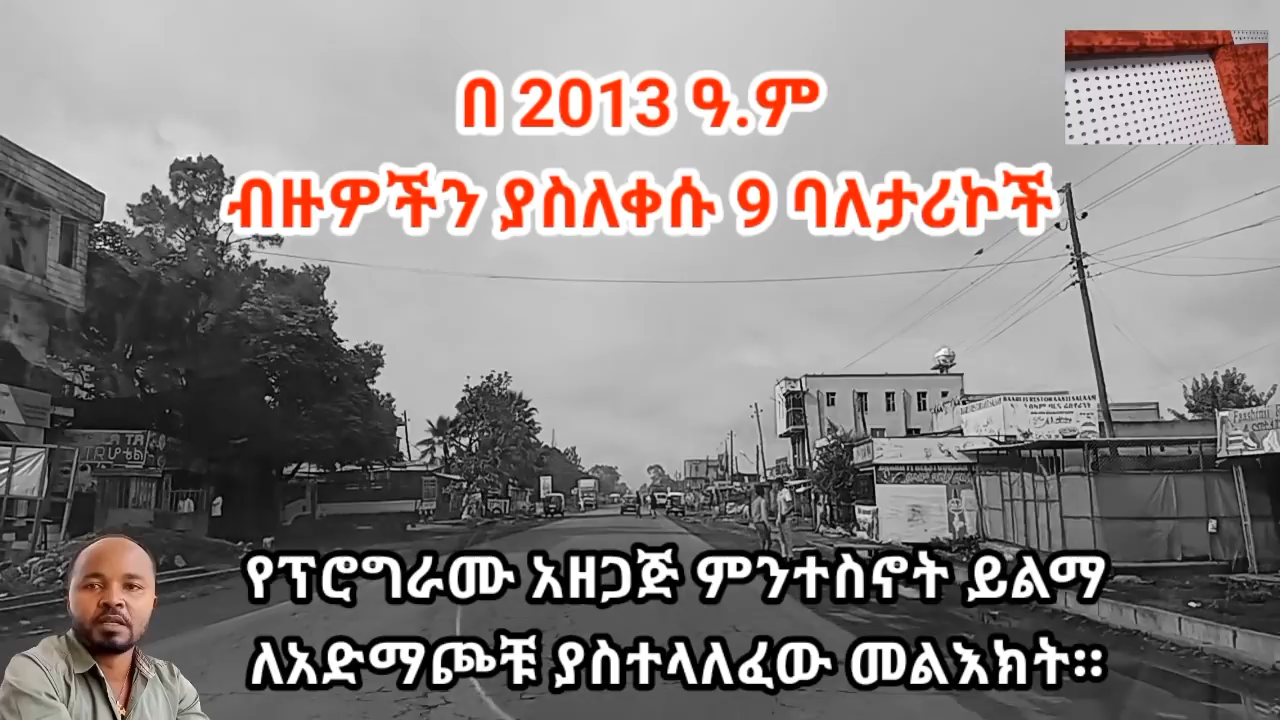 በ 2013 ዓ.ም
ብዙዎችን ያስለቀሱ 9 ባለታሪኮች
የፕሮግራሙ አዘጋጅ ምንተስኖት ይልማ
ለአድማጮቹ ያስተላለፈው መልእክት።